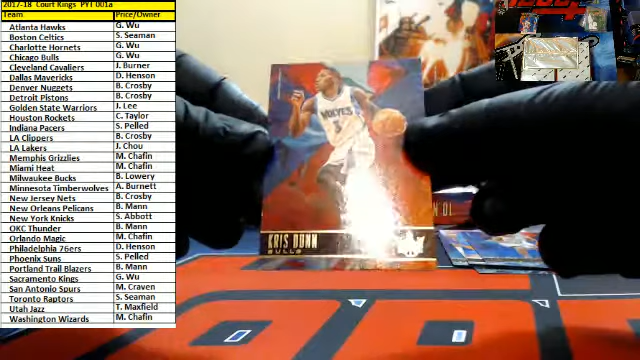 2017-18 Court Kings PYT 001a
Team Price/Owner
Atlanta Hawks G. Wu
Boston Celtics S. Seaman
Charlotte Hornets G. Wu
Chicago Bulls G. Wu
Cleveland Cavaliers J. Burner
Dallas Mavericks D. Henson
Denver Nuggets B. Crosby
Detroit Pistons B. Crosby
Golden State Warriors J. Lee
Houston Rockets C. Taylor
Indiana Pacers S. Pelled
LA Clippers B. Crosby
LA Lakers J. Chou
Memphis Grizzlies M. Chafin
Miami Heat M. Chafin
Milwaukee Bucks B. Lowery
Minnesota Timberwolves A. Burnett
New Jersey Nets B. Crosby
New Orleans Pelicans B. Mann
New York Knicks S. Abbott
OKC Thunder B. Mann
Orlando Magic M. Chafin
Philadelphia 76ers D. Henson
Phoenix Suns S. Pelled
Portland Trail Blazers B. Mann
Sacramento Kings G. Wu
San Antonio Spurs M. Craven
Toronto Raptors S. Seaman
Utah Jazz T. Maxfield
Washington Wizards M. Chafin
WOLVES
KRIS DUNN
BULLS